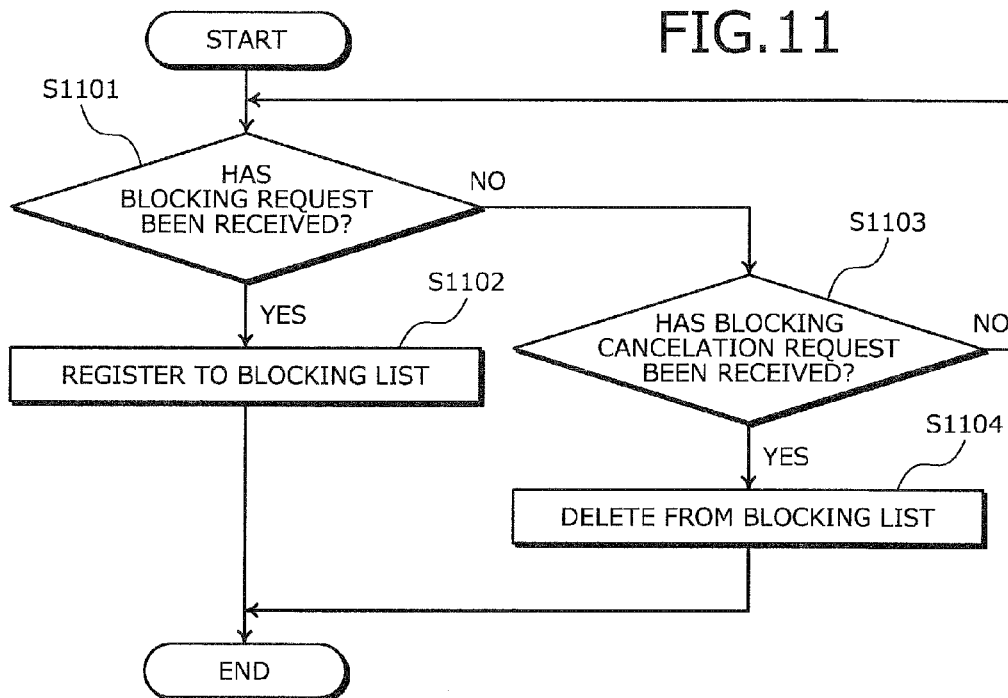 START
FIG.11
S1101
HAS
BLOCKING REQUEST
BEEN RECEIVED?
NO
S1103
YES
S1102
HAS BLOCKING
CANCELATION REQUEST
BEEN RECEIVED?
NO
REGISTER TO BLOCKING LIST
YES
S1104
DELETE FROM BLOCKING LIST
END